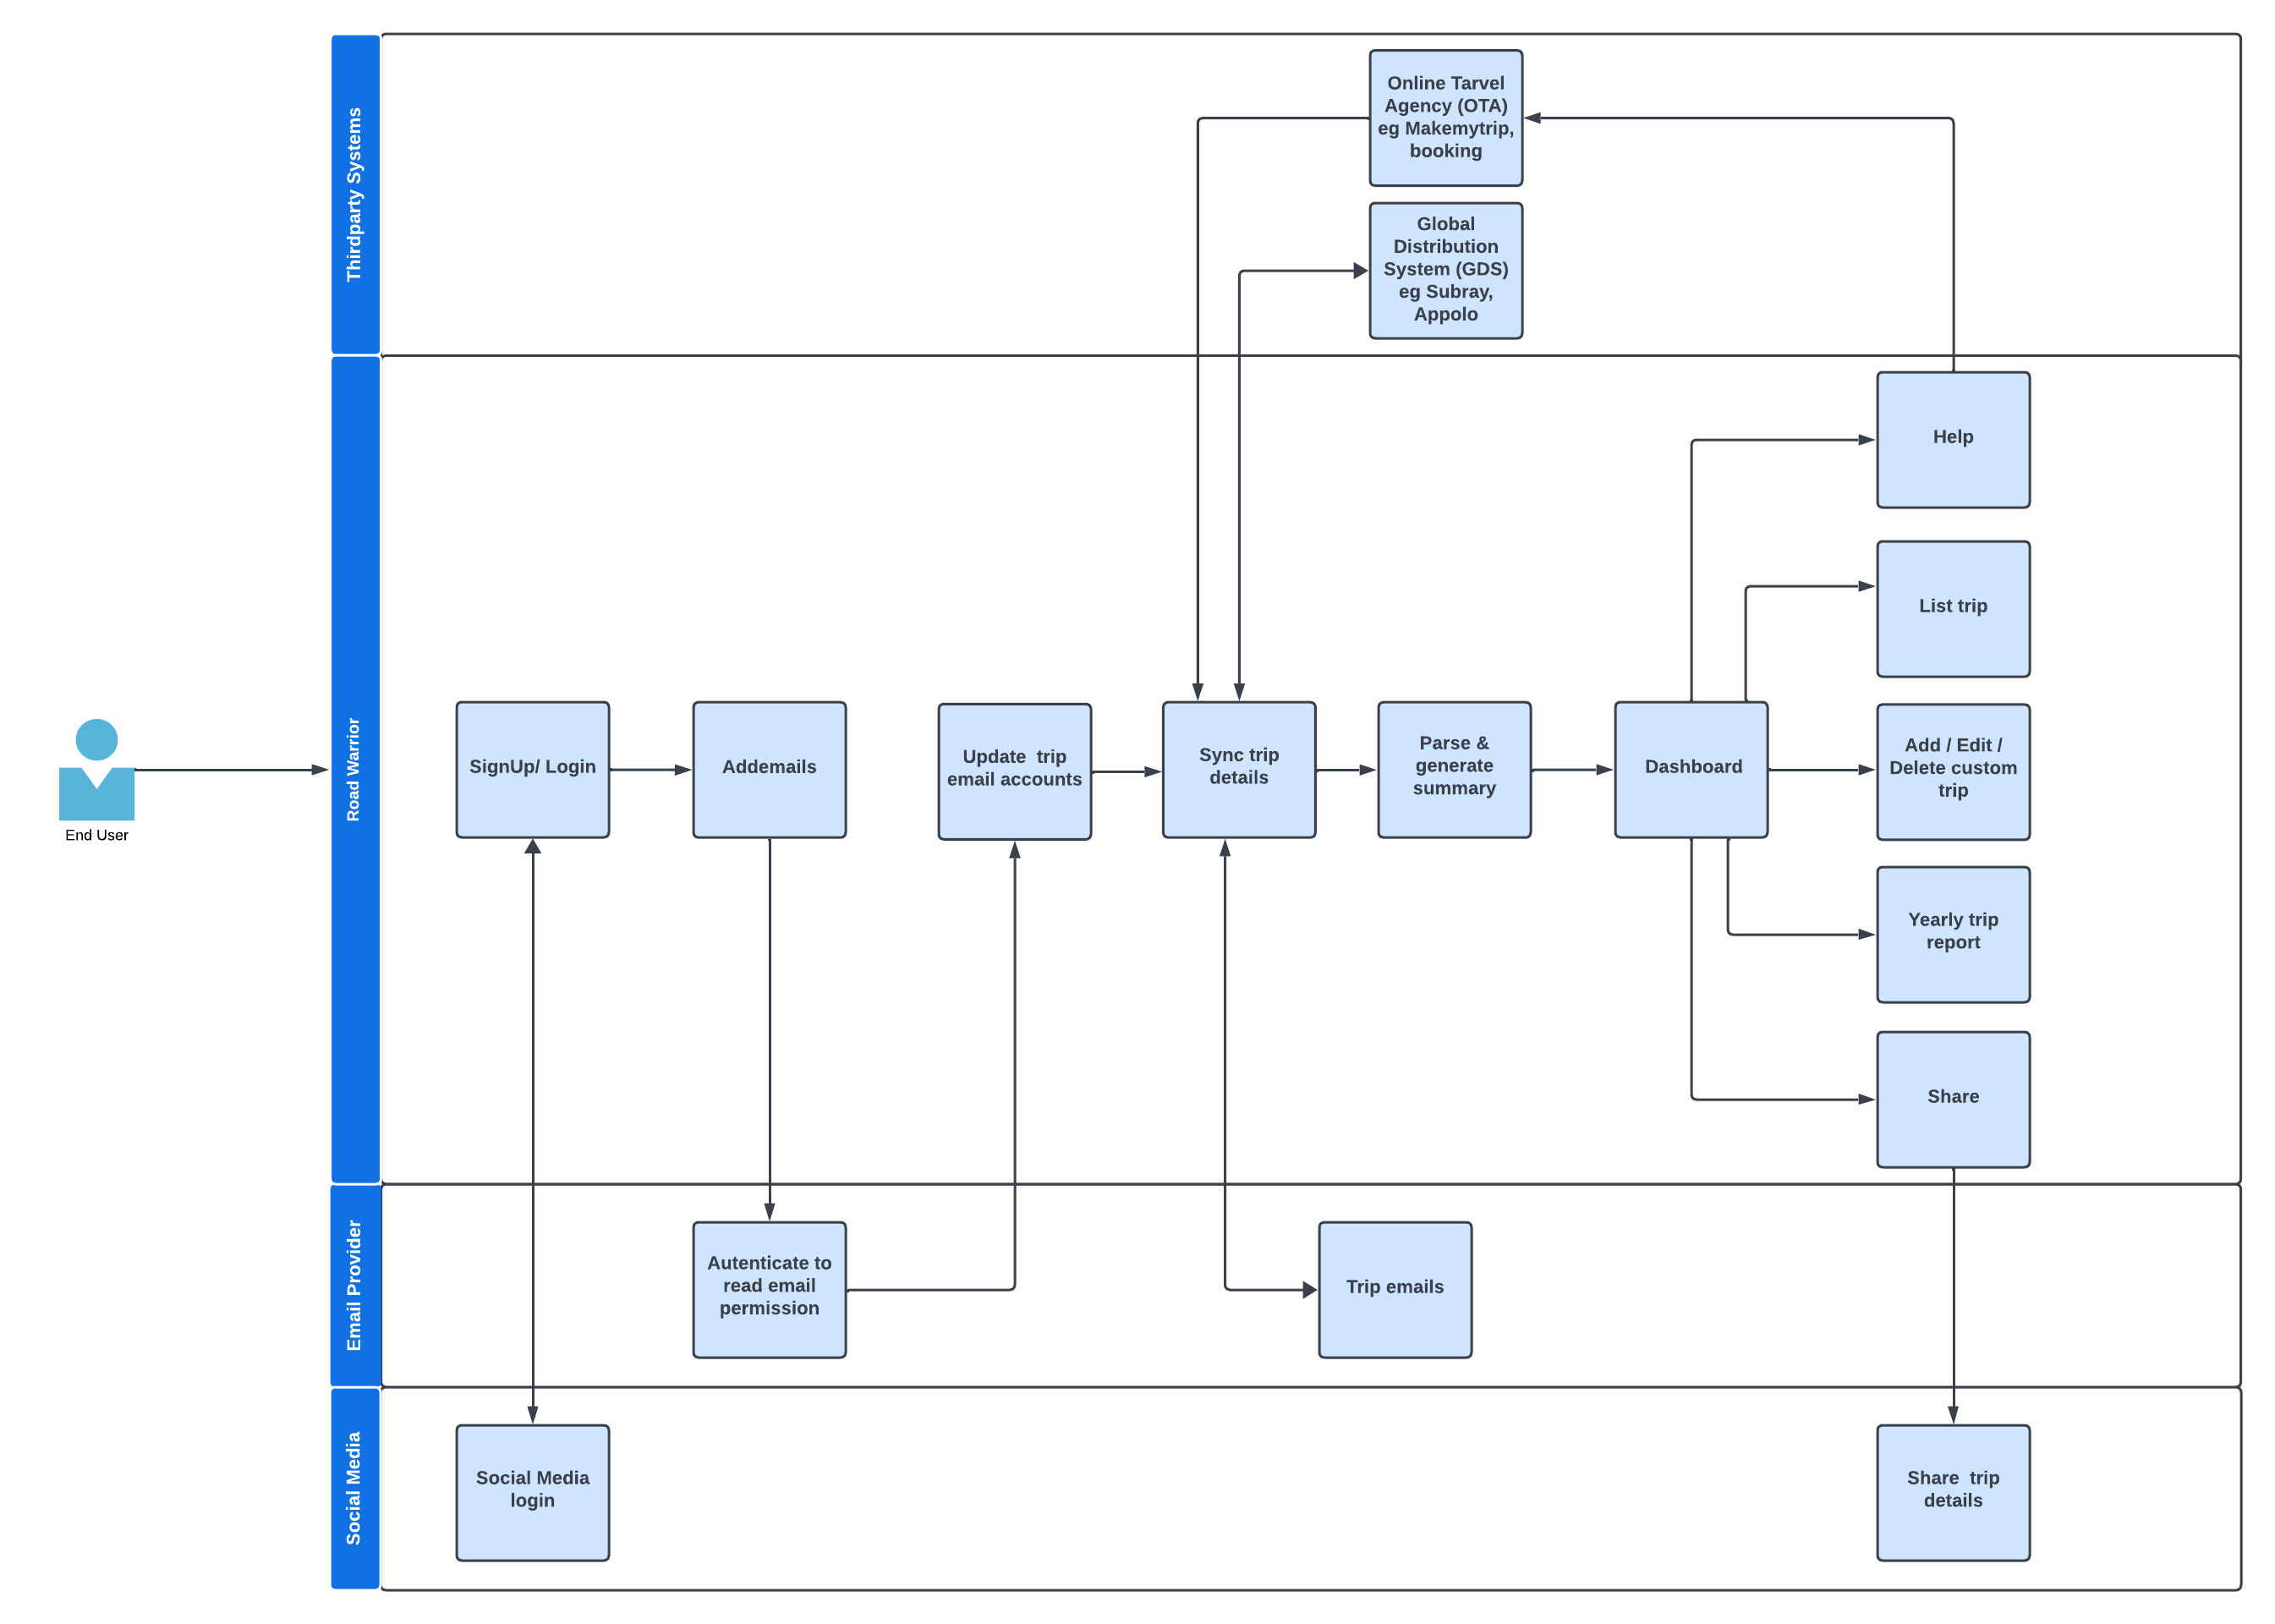 Thirdparty Systems
Online Tarvel
Agency (OTA)
eg Makemytrip,
booking
Global
Distribution
System (GDS)
eg Subray,
Appolo
Road Warrior
End User
SignUp/ Login
Addemails
Update trip
email accounts
Sync trip
details
Parse &
generate
summary
Dashboard
Help
List trip
Add / Edit /
Delete custom
trip
Yearly trip
report
Share
Email Provider
Autenticate to
read email
permission
Trip emails
Social Media
Social Media
login
Share trip
details